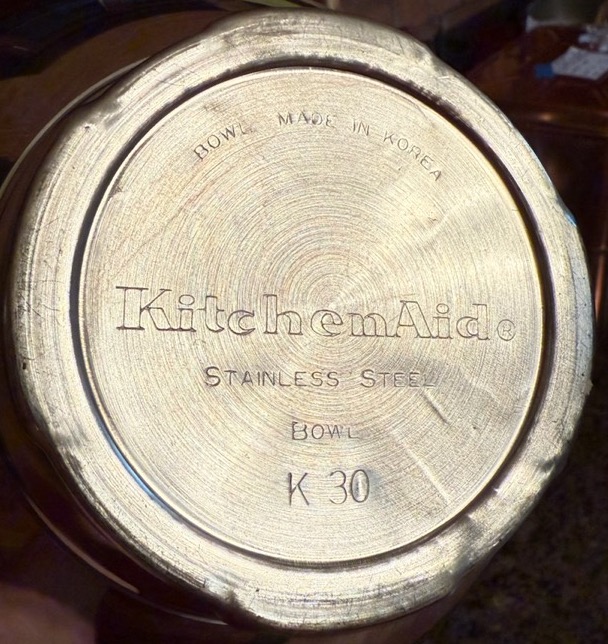 BOWL MADE IN KOREA
KitchenAid®
STAINLESS STEEL
BOWL
K 30